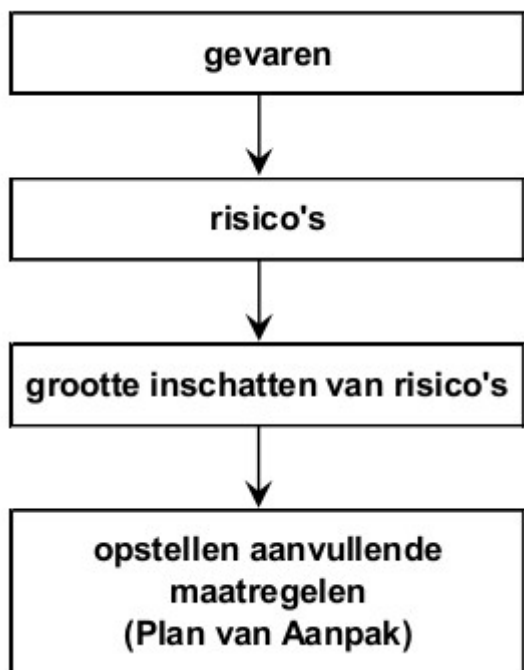 gevaren
risico's
grootte inschatten van risico's
opstellen aanvullende
maatregelen
(Plan van Aanpak)